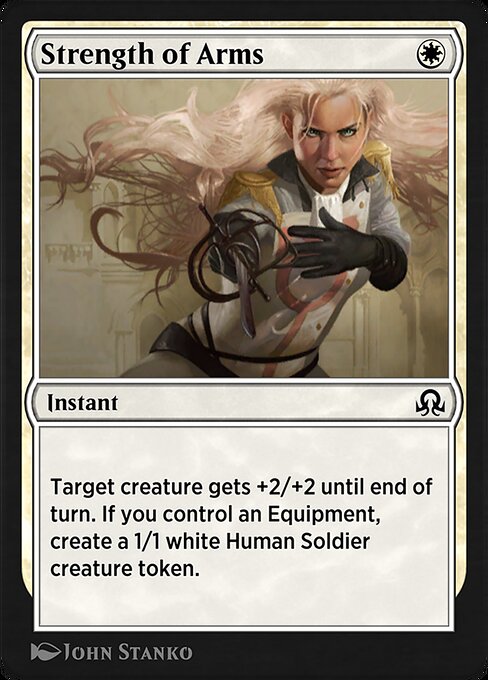 Strength of Arms
Instant
Target creature gets +2/+2 until end of
turn. If you control an Equipment,
create a 1/1 white Human Soldier
creature token.
John Stanko